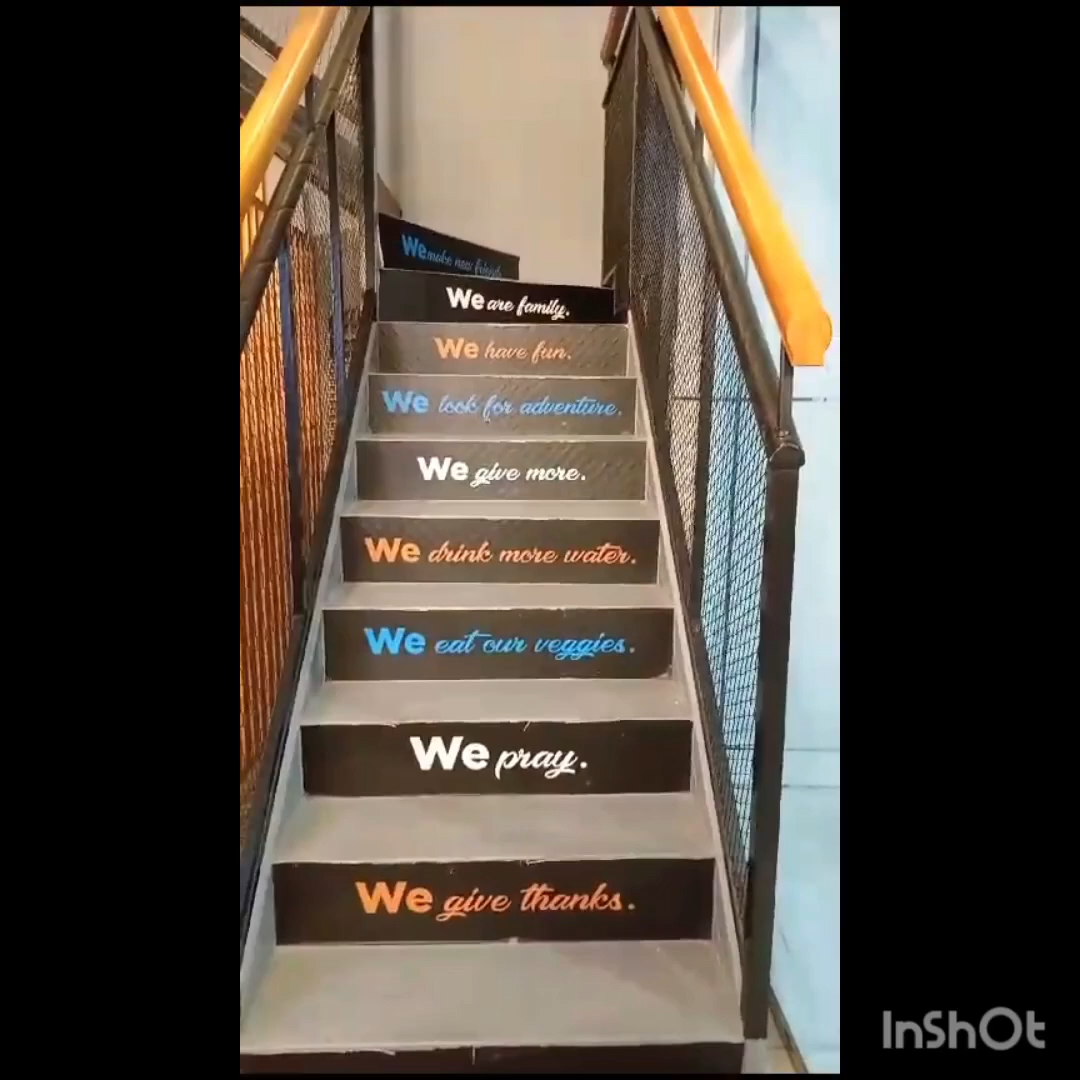 We make new friends
We are family.
We have fun.
We look for adventure.
We give more.
We drink more water.
We eat our veggies.
We pray.
We give thanks.
InShOt